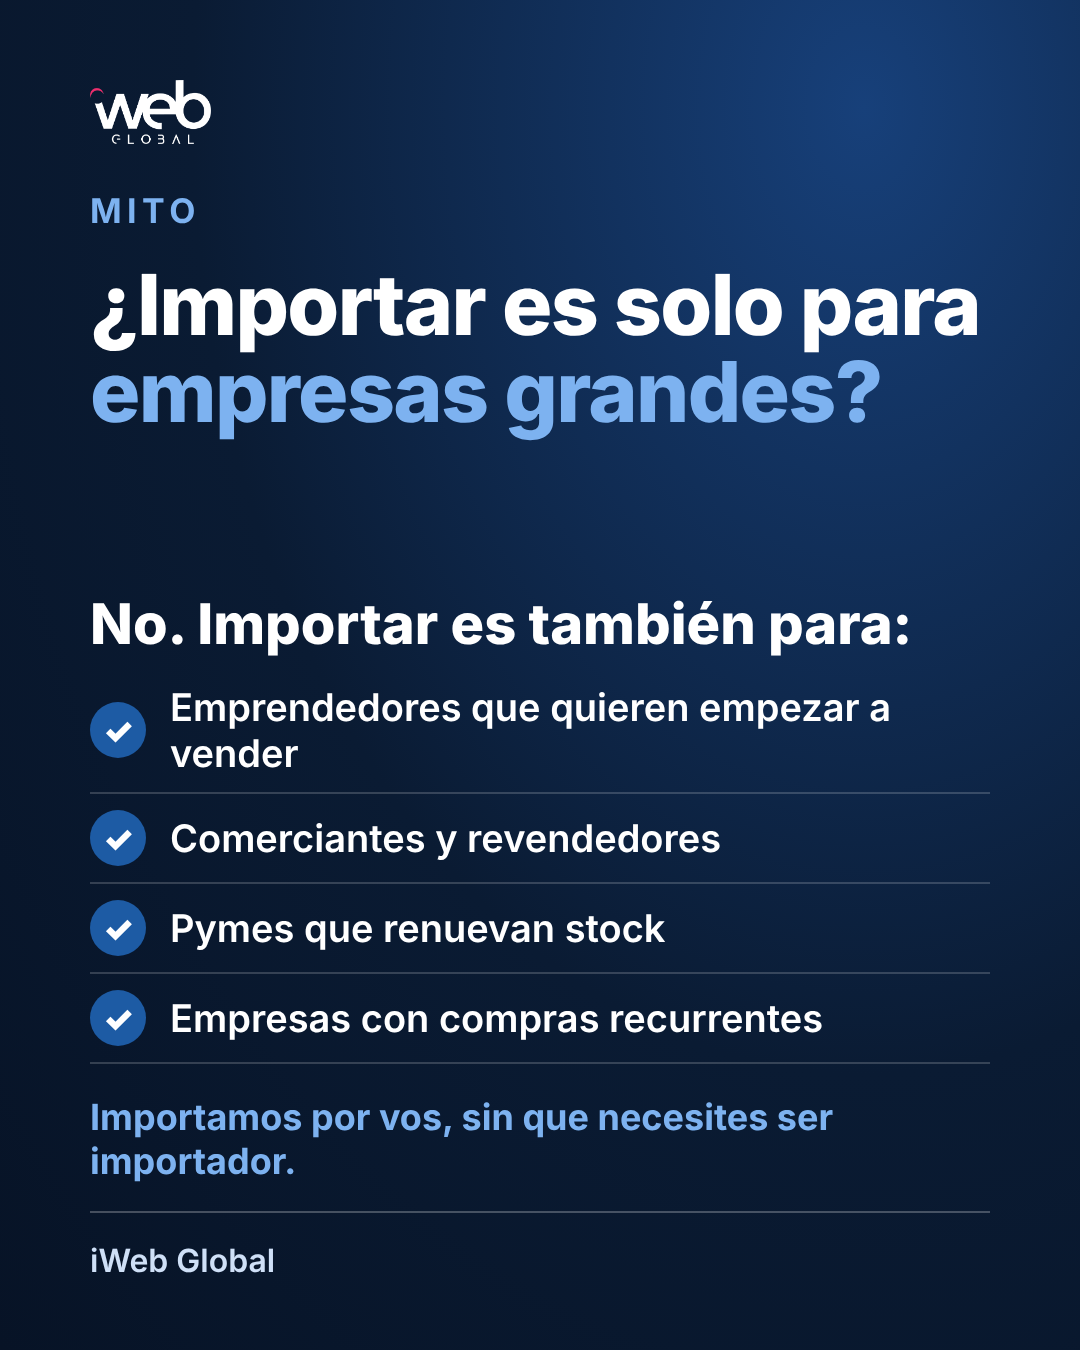 iweb
GLOBAL
MITO
¿Importar es solo para
empresas grandes?
No. Importar es también para:
Emprendedores que quieren empezar a
vender
Comerciantes y revendedores
Pymes que renuevan stock
Empresas con compras recurrentes
Importamos por vos, sin que necesites ser
importador.
iWeb Global